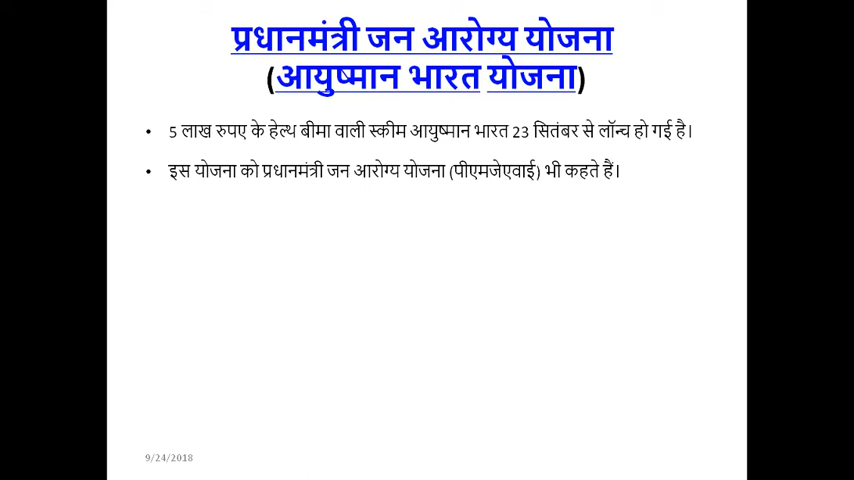 प्रधानमंत्री जन आरोग्य योजना
(आयुष्मान भारत योजना)
• 5 लाख रुपए के हेल्थ बीमा वाली स्कीम आयुष्मान भारत 23 सितंबर से लॉन्च हो गई है।
• इस योजना को प्रधानमंत्री जन आरोग्य योजना (पीएमजेएवाई) भी कहते हैं।
9/24/2018